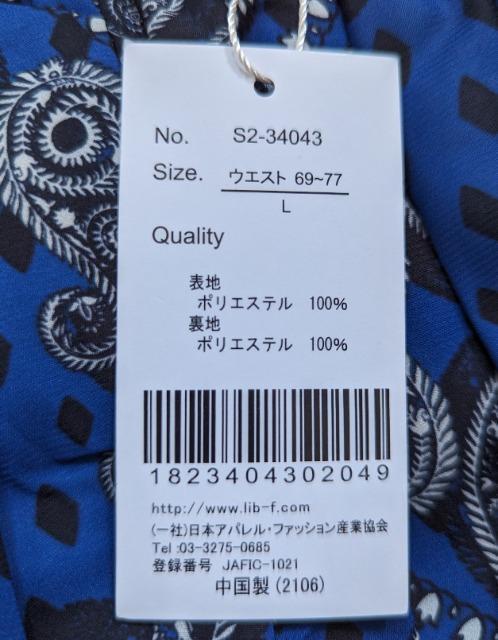 No. S2-34043
Size. ウエスト 69~77
L
Quality
表地
ポリエステル 100%
裏地
ポリエステル 100%
1823404302049
http://www.lib-f.com
(一社)日本アパレル・ファッション産業協会
Tel :03-3275-0685
登録番号 JAFIC-1021
中国製(2106)